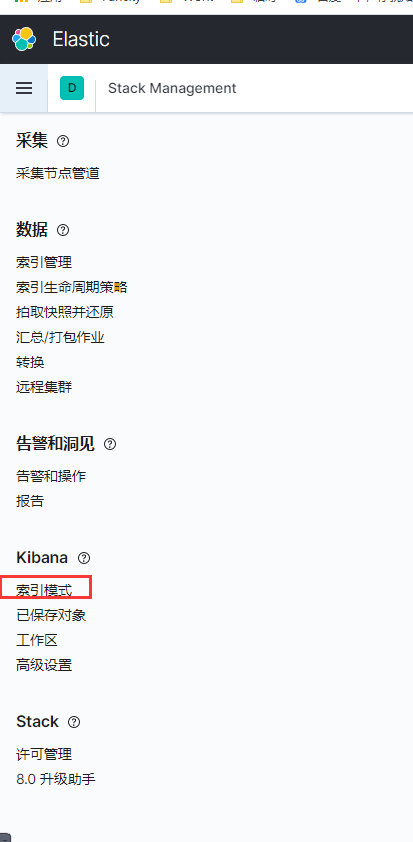 Elastic
D
Stack Management
采集
采集节点管道
数据
索引管理
索引生命周期策略
拍取快照并还原
汇总/打包作业
转换
远程集群
告警和洞见
告警和操作
报告
Kibana
索引模式
已保存对象
工作区
高级设置
Stack
许可管理
8.0 升级助手